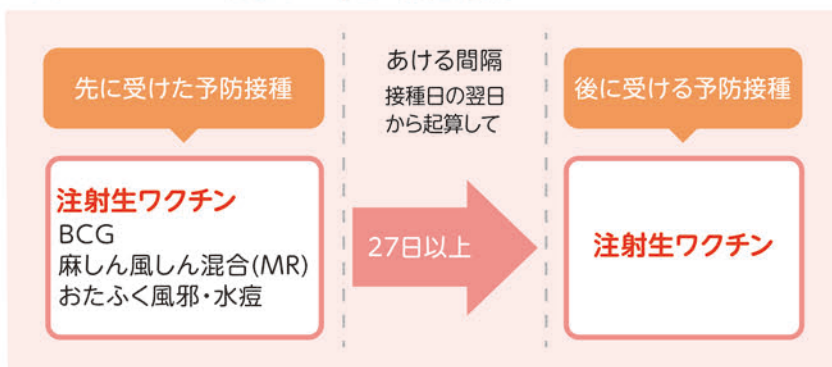 先に受けた予防接種
あける間隔
接種日の翌日
から起算して
後に受ける予防接種
注射生ワクチン
BCG
麻しん風しん混合(MR)
おたふく風邪・水痘
27日以上
注射生ワクチン